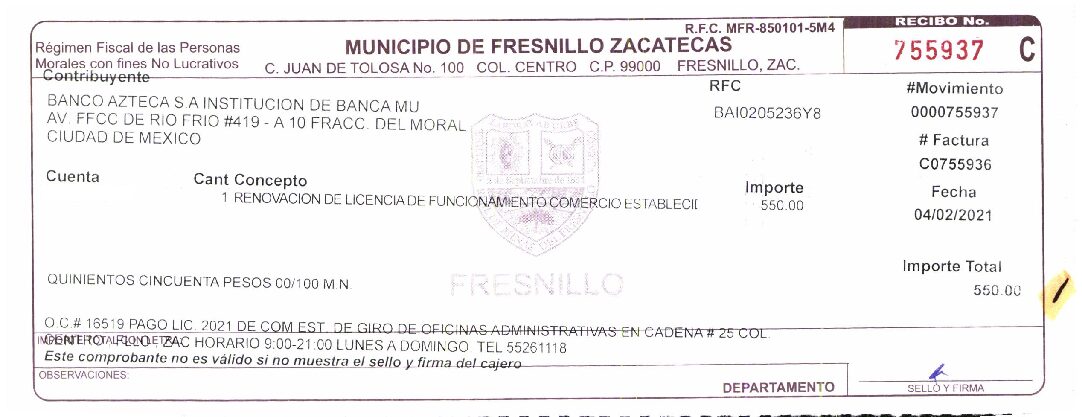 R.F.C. MFR-850101-5M4
RECIBO No.
Régimen Fiscal de las Personas
Morales con fines No Lucrativos
MUNICIPIO DE FRESNILLO ZACATECAS
C. JUAN DE TOLOSA No. 100 COL. CENTRO C.P. 99000 FRESNILLO, ZAC.
755937 C
Contribuyente
BANCO AZTECA S.A INSTITUCION DE BANCA MU
AV. FFCC DE RIO FRIO #419 - A 10 FRACC. DEL MORAL
CIUDAD DE MEXICO
RFC
BAI0205236Y8
#Movimiento
0000755937
# Factura
C0755936
Fecha
04/02/2021
Cuenta Cant Concepto Importe
1 RENOVACION DE LICENCIA DE FUNCIONAMIENTO COMERCIO ESTABLECI 550.00
Importe Total
550.00
QUINIENTOS CINCUENTA PESOS 00/100 M.N.
FRESNILLO
O.C.# 16519 PAGO LIC. 2021 DE COM EST. DE GIRO DE OFICINAS ADMINISTRATIVAS EN CADENA # 25 COL.
ZAC HORARIO 9:00-21:00 LUNES A DOMINGO TEL 55261118
Este comprobante no es válido si no muestra el sello y firma del cajero
OBSERVACIONES:
DEPARTAMENTO
SELLO Y FIRMA